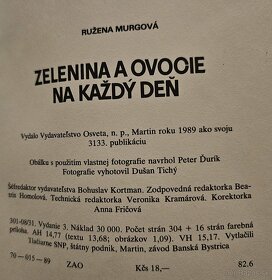 RUŽENA MURGOVÁ
ZELENINA A OVOCIE
NA KAŽDÝ DEŇ
Vydalo Vydavateľstvo Osveta, n. p., Martin roku 1989 ako svoju
3133. publikáciu
Obálku s použitím vlastnej fotografie navrhol Peter Ďurík
Fotografie vyhotovil Dušan Tichý
Šéfredaktor vydavateľstva Bohuslav Kortman. Zodpovedná redaktorka Bea-
trix Homolová, Technická redaktorka Veronika Kramárová. Korektorka
Anna Fričová
301-08/31. Vydanie 3. Náklad 30 000. Počet strán 304 + 16 strán farebná
príloha. AH 14,77 (textu 13,68; obrázkov 1,09). VH 15,17. Vytlačili
Tlačiarne SNP, štátny podnik, Martin, závod Banská Bystrica
70 — 015 — 89
ZAO Kčs 18,— 82.6